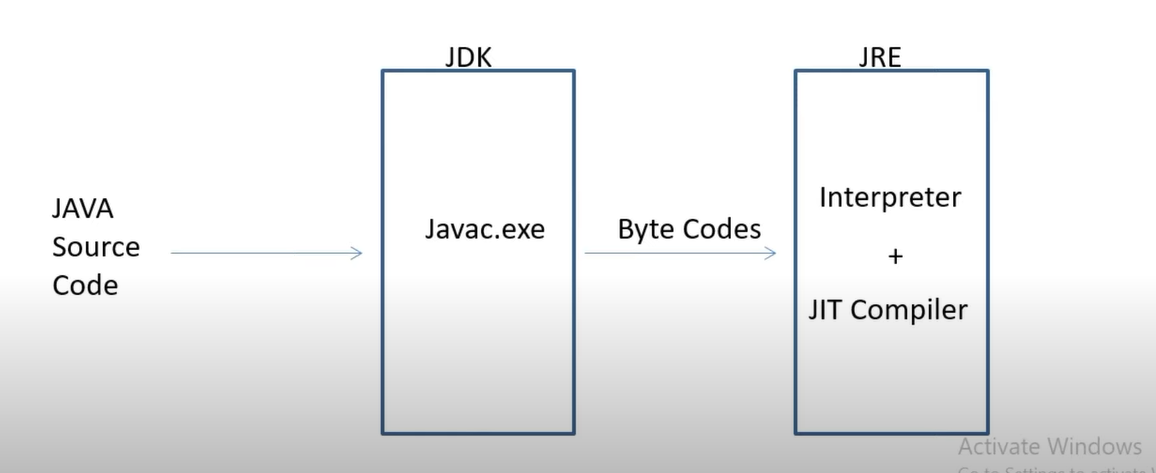 JDK
JRE
JAVA
Source
Code
Javac.exe
Byte Codes
Interpreter
+
JIT Compiler
Activate Windows
Go to Settings to activate